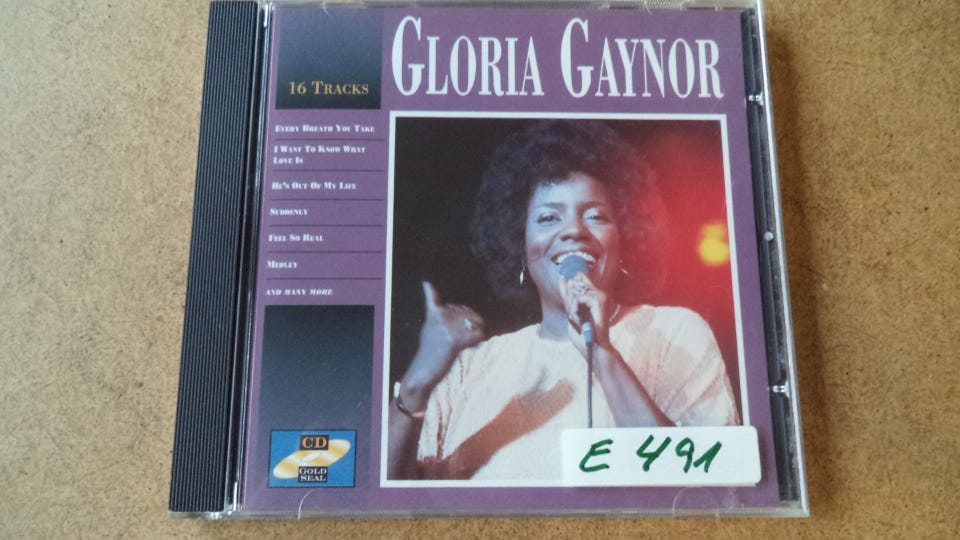 GLORIA GAYNOR
16 TRACKS
EVERY BREATH YOU TAKE
I WANT TO KNOW WHAT
LOVE IS
HE'S OUT OF MY LIFE
SUDDENLY
FEEL SO REAL
MEDLEY
AND MANY MORE
CD
GOLD
SEAL
E 491